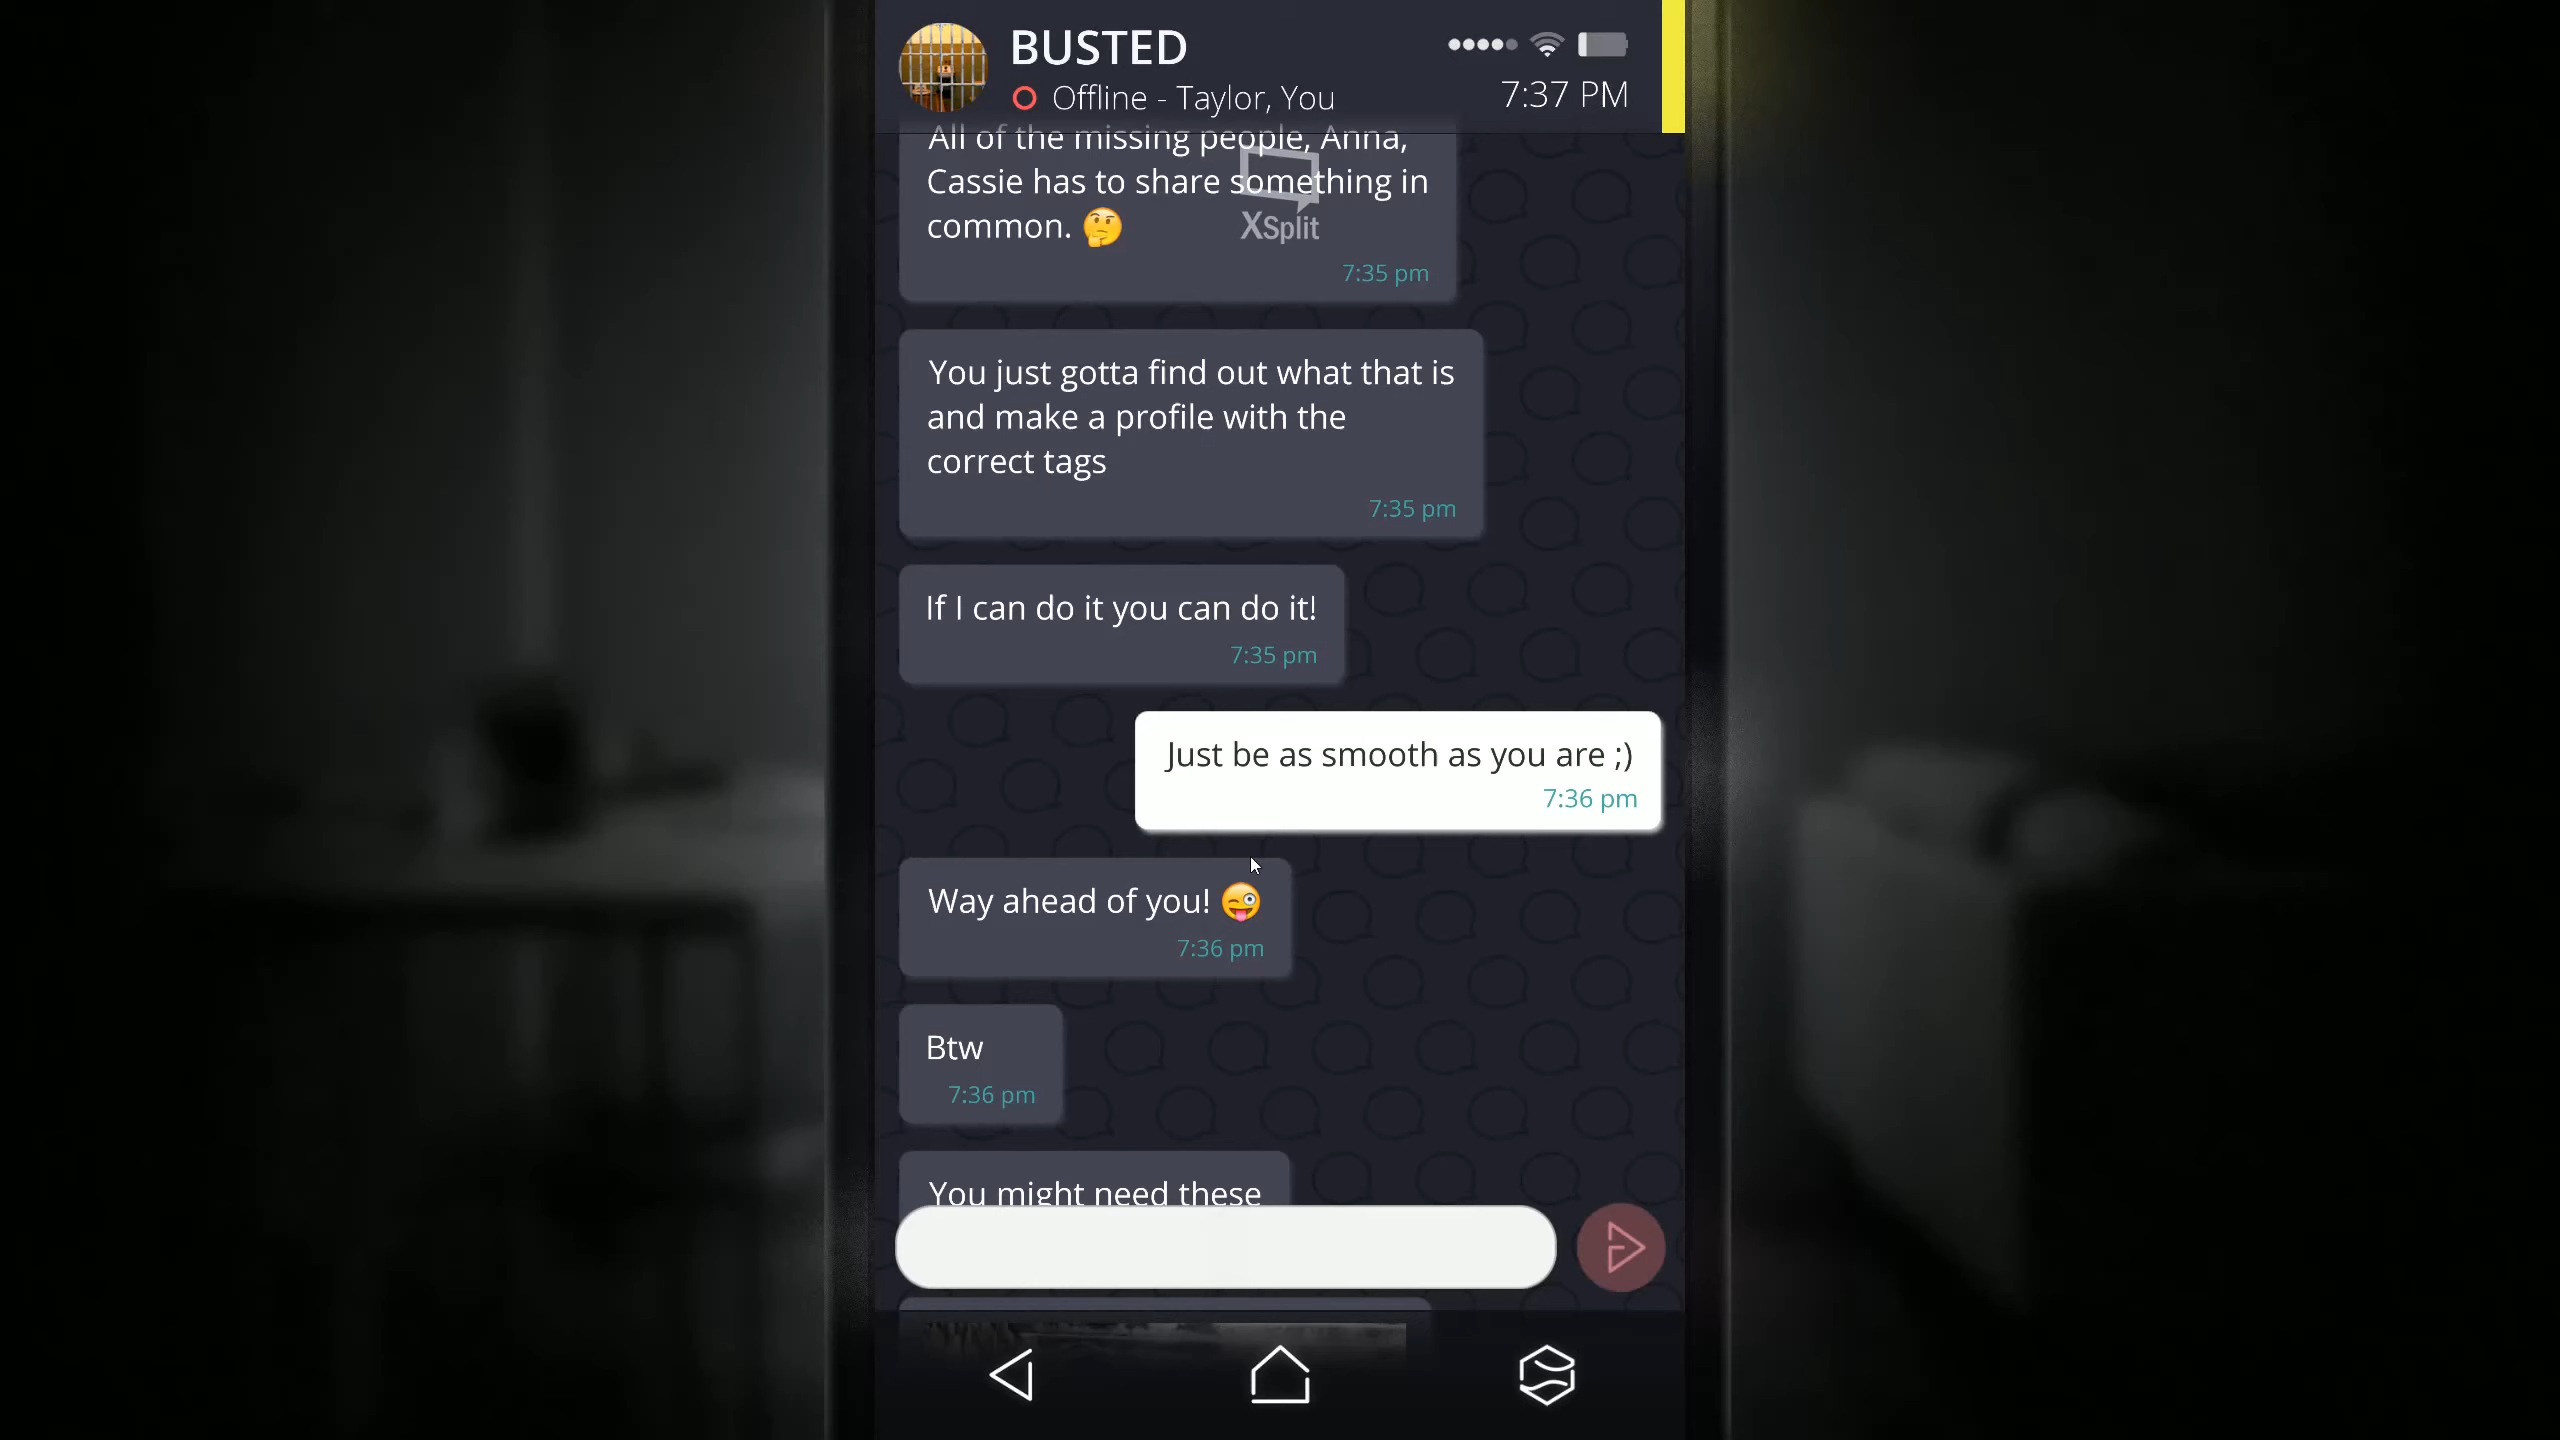 BUSTED
Offline - Taylor, You
7:37 PM
All of the missing people, Anna,
Cassie has to share something in
common. 🤔
XSplit
7:35 pm
You just gotta find out what that is
and make a profile with the
correct tags
7:35 pm
If I can do it you can do it!
7:35 pm
Just be as smooth as you are ;)
7:36 pm
Way ahead of you! 😜
7:36 pm
Btw
7:36 pm
You might need these